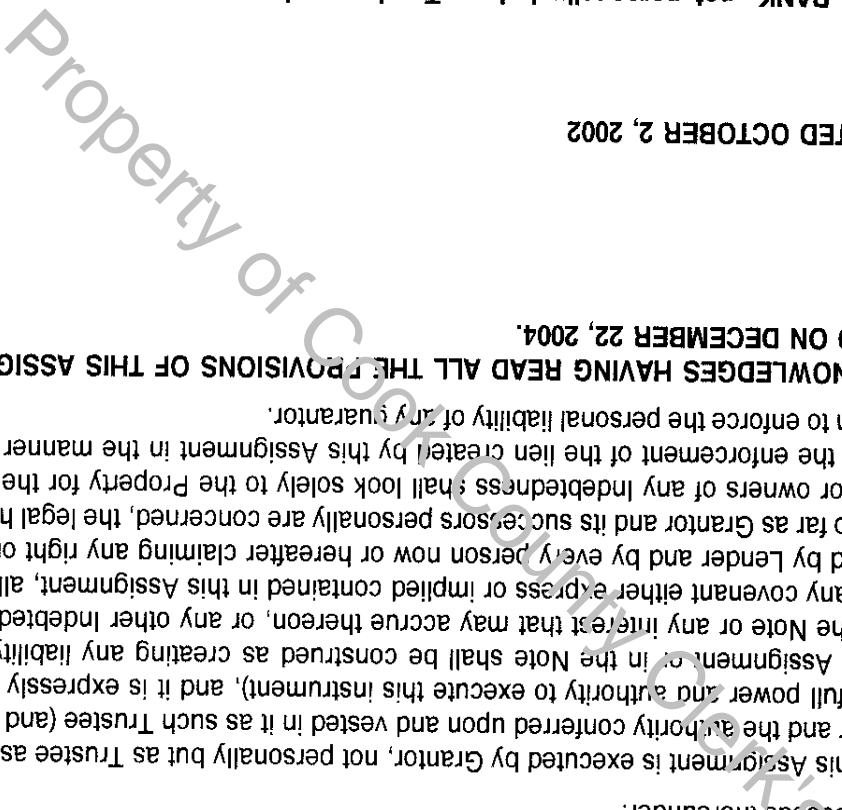 his Assignment is executed by Grantor, not personally but as Trustee as
r and the authority conferred upon and vested in it as such Trustee (and
full power and authority to execute this instrument), and it is expressly
Assignment or in the Note shall be construed as creating any liability
he Note or any interest that may accrue thereon, or any other Indebted
any covenant either express or implied contained in this Assignment, all
d by Lender and by every person now or hereafter claiming any right o
o far as Grantor and its successors personally are concerned, the legal h
or owners of any Indebtedness shall look solely to the Property for the
the enforcement of the lien created by this Assignment in the manner
n to enforce the personal liability of any guarantor.
NOWLEDGES HAVING READ ALL THE PROVISIONS OF THIS ASSIG
ON DECEMBER 22, 2004.
TED OCTOBER 2, 2002
BANK, not personally but
Property of Cook County Clerk's